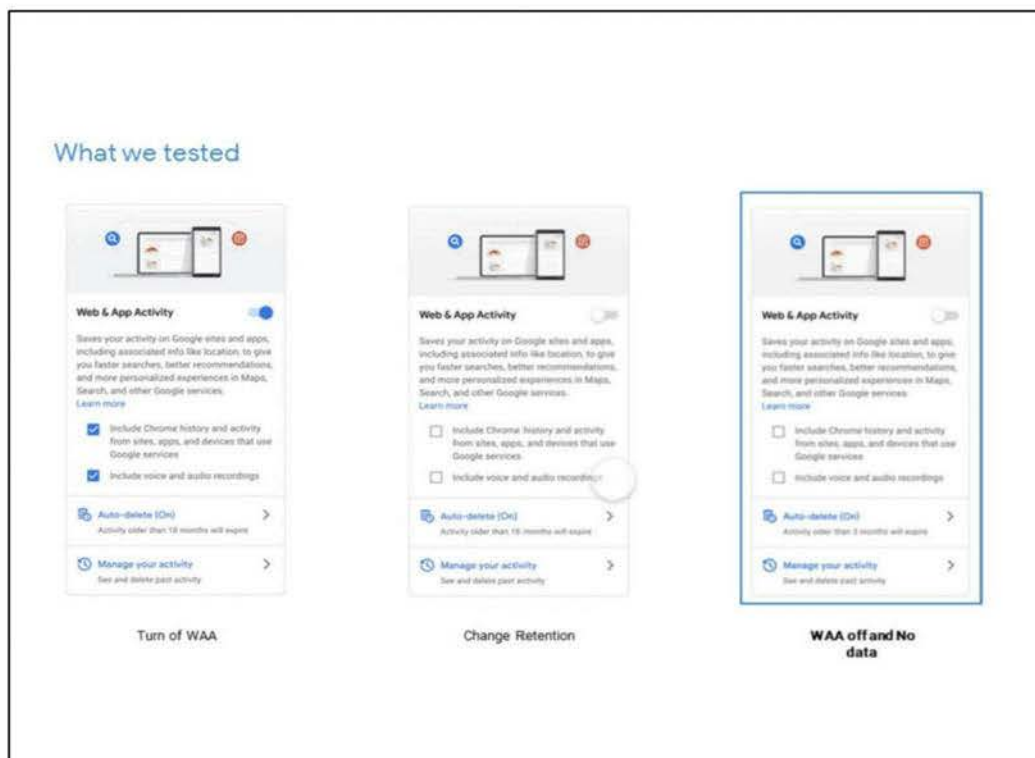 What we tested
Web & App Activity
Saves your activity on Google sites and apps,
including associated info like location, to give
you faster searches, better recommendations,
and more personalized experiences in Maps,
Search, and other Google services.
Learn more
Include Chrome history and activity
from sites, apps, and devices that use
Google services
Include voice and audio recordings
Auto-delete (On)
Activity older than 18 months will expire
Manage your activity
See and delete past activity
Turn of WAA
Web & App Activity
Saves your activity on Google sites and apps,
including associated info like location, to give
you faster searches, better recommendations,
and more personalized experiences in Maps,
Search, and other Google services.
Learn more
Include Chrome history and activity
from sites, apps, and devices that use
Google services
Include voice and audio recordings
Auto-delete (On)
Activity older than 18 months will expire
Manage your activity
See and delete past activity
Change Retention
Web & App Activity
Saves your activity on Google sites and apps,
including associated info like location, to give
you faster searches, better recommendations,
and more personalized experiences in Maps,
Search, and other Google services.
Learn more
Include Chrome history and activity
from sites, apps, and devices that use
Google services
Include voice and audio recordings
Auto-delete (On)
Activity older than 3 months will expire
Manage your activity
See and delete past activity
WAA off and No
data